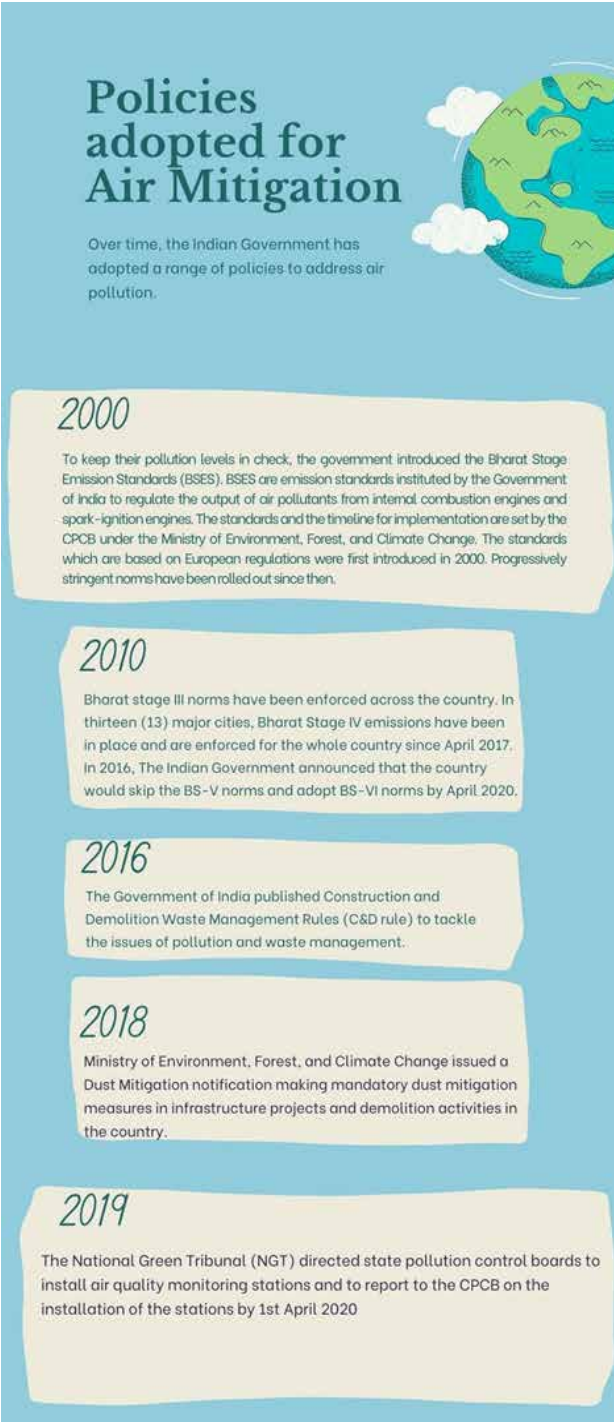 Policies
adopted for
Air Mitigation
Over time, the Indian Government has
adopted a range of policies to address air
pollution.
2000
To keep their pollution levels in check, the government introduced the Bharat Stage
Emission Standards (BSES). BSES are emission standards instituted by the Government
of India to regulate the output of air pollutants from internal combustion engines and
spark-ignition engines. The standards and the timeline for implementation are set by the
CPCB under the Ministry of Environment, Forest, and Climate Change. The standards
which are based on European regulations were first introduced in 2000. Progressively
stringent norms have been rolled out since then.
2010
Bharat stage III norms have been enforced across the country. In
thirteen (13) major cities, Bharat Stage IV emissions have been
in place and are enforced for the whole country since April 2017.
In 2016, The Indian Government announced that the country
would skip the BS-V norms and adopt BS-VI norms by April 2020.
2016
The Government of India published Construction and
Demolition Waste Management Rules (C&D rule) to tackle
the issues of pollution and waste management.
2018
Ministry of Environment, Forest, and Climate Change issued a
Dust Mitigation notification making mandatory dust mitigation
measures in infrastructure projects and demolition activities in
the country.
2019
The National Green Tribunal (NGT) directed state pollution control boards to
install air quality monitoring stations and to report to the CPCB on the
installation of the stations by 1st April 2020